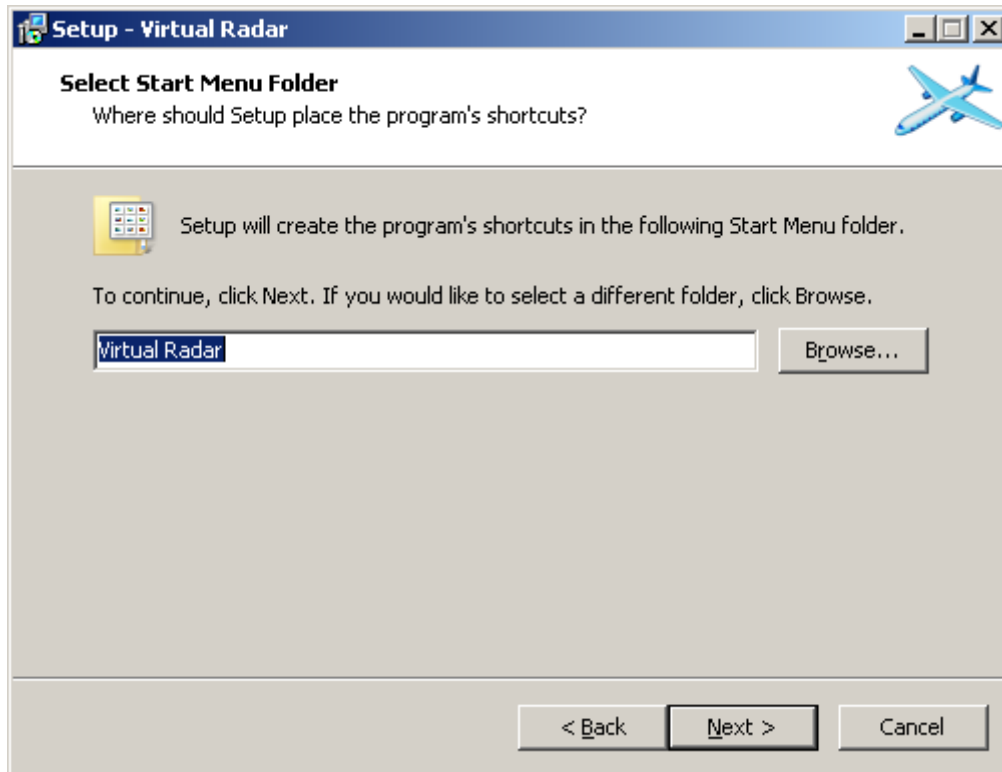 Setup - Virtual Radar
Select Start Menu Folder
Where should Setup place the program's shortcuts?
Setup will create the program's shortcuts in the following Start Menu folder.
To continue, click Next. If you would like to select a different folder, click Browse.
Virtual Radar
Browse...
< Back
Next >
Cancel